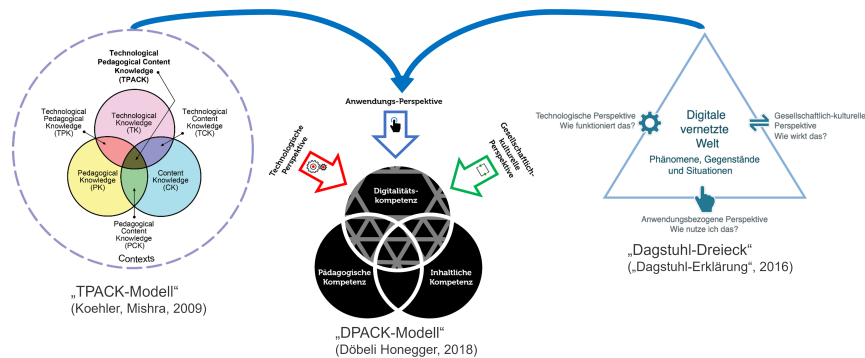 Technological
Pedagogical Content
Knowledge
(TPACK)
Technological
Pedagogical
Knowledge
(TPK)
Technological
Knowledge
(TK)
Technological
Content
Knowledge
(TCK)
Pedagogical
Knowledge
(PK)
Content
Knowledge
(CK)
Pedagogical
Content
Knowledge
(PCK)
Contexts
„TPACK-Modell“
(Koehler, Mishra, 2009)
Anwendungs-Perspektive
Technologische
Perspektive
Gesellschaftlich-
kulturelle
Perspektive
Digitalitäts-
kompetenz
Pädagogische
Kompetenz
Inhaltliche
Kompetenz
„DPACK-Modell“
(Döbeli Honegger, 2018)
Technologische Perspektive
Wie funktioniert das?
Digitale
vernetzte
Welt
Phänomene, Gegenstände
und Situationen
Gesellschaftlich-kulturelle
Perspektive
Wie wirkt das?
Anwendungsbezogene Perspektive
Wie nutze ich das?
„Dagstuhl-Dreieck“
(„Dagstuhl-Erklärung“, 2016)